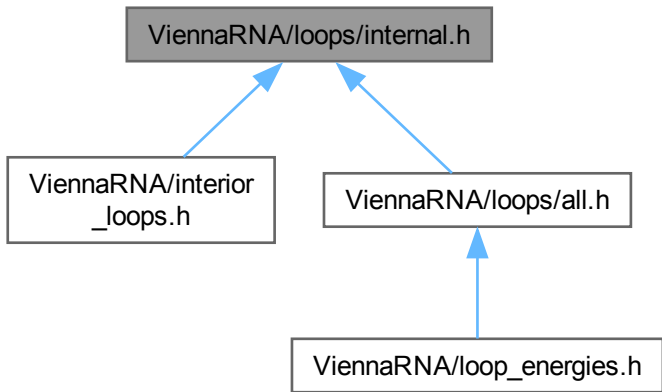 ViennaRNA/loops/internal.h
ViennaRNA/interior
_loops.h
ViennaRNA/loops/all.h
ViennaRNA/loop_energies.h